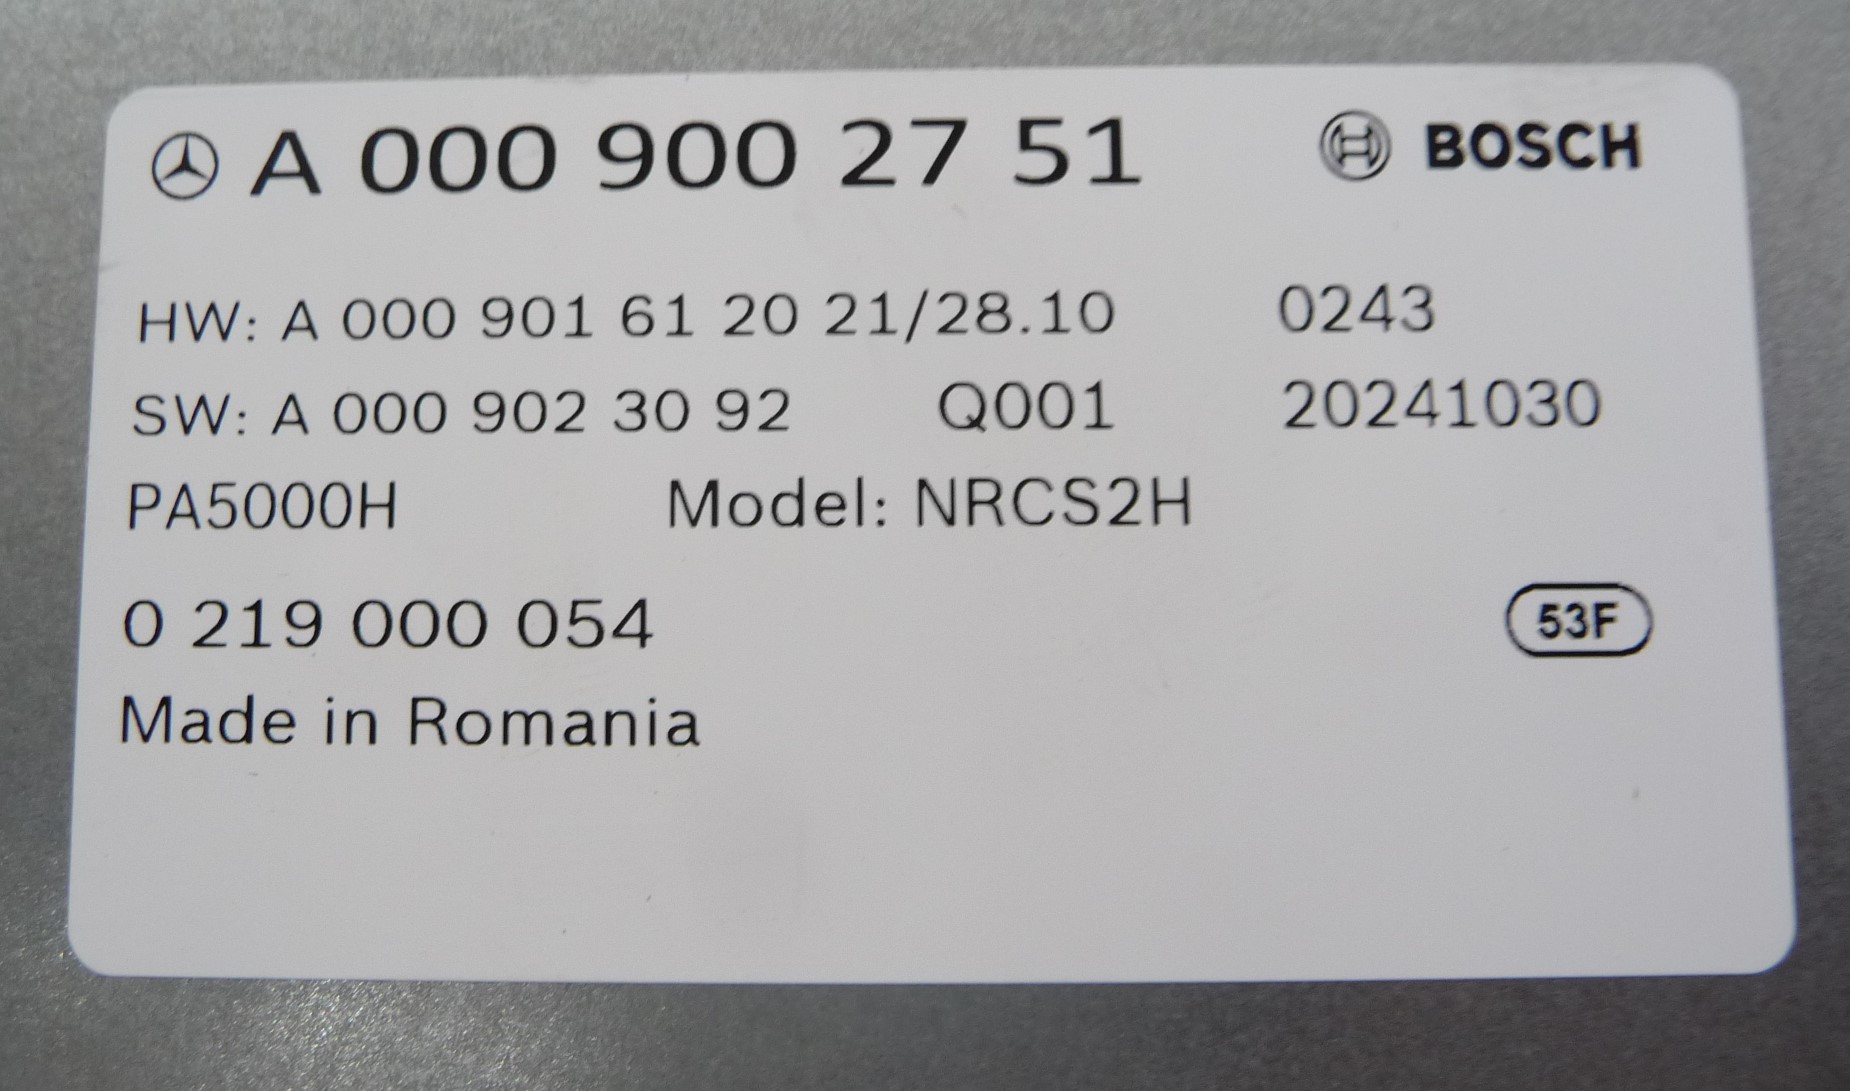 A 000 900 27 51 BOSCH
HW: A 000 901 61 20 21/28.10 0243
SW: A 000 902 30 92 Q001 20241030
PA5000H Model: NRCS2H
0 219 000 054 53F
Made in Romania